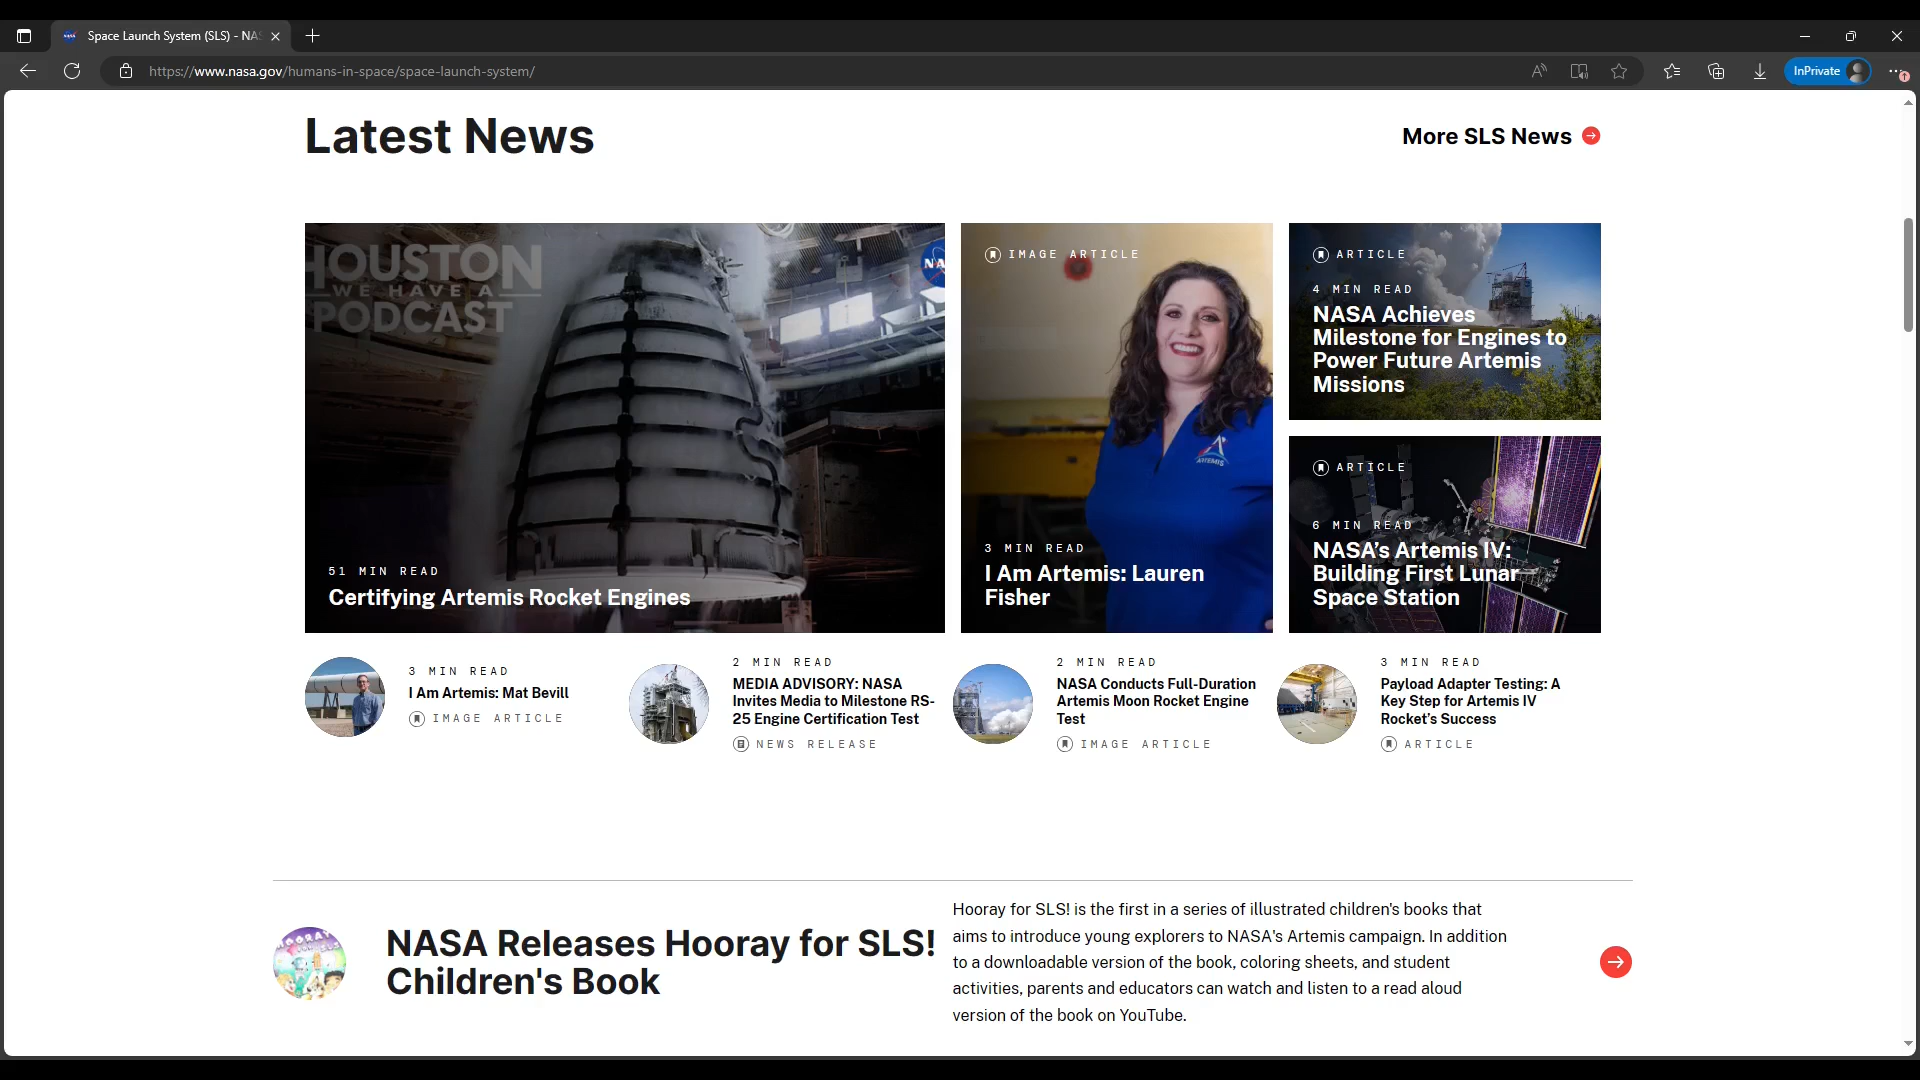 Space Launch System (SLS) - NAS
https://www.nasa.gov/humans-in-space/space-launch-system/
InPrivate
Latest News
More SLS News
HOUSTON
WE HAVE A
PODCAST
51 MIN READ
Certifying Artemis Rocket Engines
IMAGE ARTICLE
ARTEMIS
3 MIN READ
I Am Artemis: Lauren
Fisher
ARTICLE
4 MIN READ
NASA Achieves
Milestone for Engines to
Power Future Artemis
Missions
ARTICLE
6 MIN READ
NASA’s Artemis IV:
Building First Lunar
Space Station
3 MIN READ
I Am Artemis: Mat Bevill
IMAGE ARTICLE
2 MIN READ
MEDIA ADVISORY: NASA
Invites Media to Milestone RS-
25 Engine Certification Test
NEWS RELEASE
2 MIN READ
NASA Conducts Full-Duration
Artemis Moon Rocket Engine
Test
IMAGE ARTICLE
3 MIN READ
Payload Adapter Testing: A
Key Step for Artemis IV
Rocket’s Success
ARTICLE
HOORAY
NASA Releases Hooray for SLS!
Children's Book
Hooray for SLS! is the first in a series of illustrated children's books that
aims to introduce young explorers to NASA's Artemis campaign. In addition
to a downloadable version of the book, coloring sheets, and student
activities, parents and educators can watch and listen to a read aloud
version of the book on YouTube.